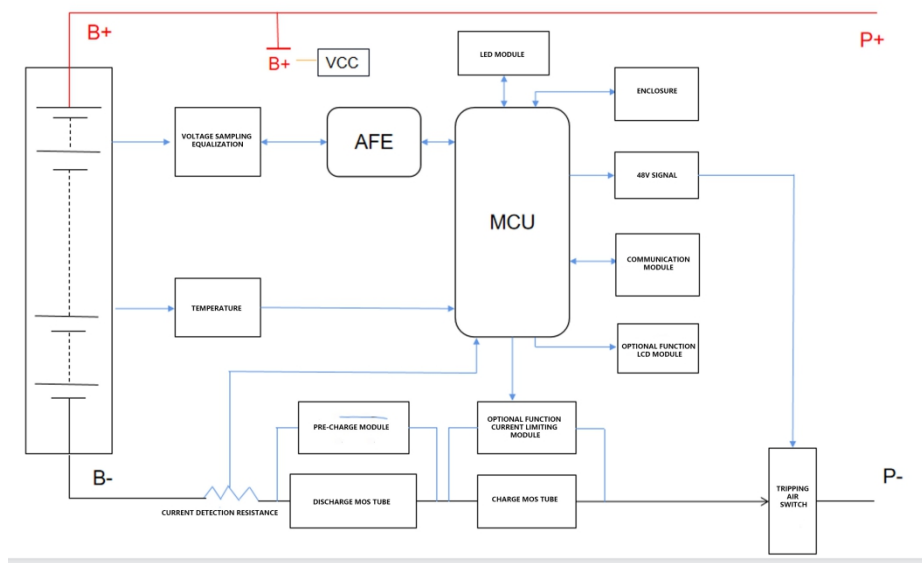 B+
P+
B+
VCC
LED MODULE
ENCLOSURE
VOLTAGE SAMPLING
EQUALIZATION
AFE
MCU
48V SIGNAL
COMMUNICATION
MODULE
TEMPERATURE
OPTIONAL FUNCTION
LCD MODULE
PRE-CHARGE MODULE
OPTIONAL FUNCTION
CURRENT LIMITING
MODULE
B-
P-
DISCHARGE MOS TUBE
CHARGE MOS TUBE
TRIPPING
AIR
SWITCH
CURRENT DETECTION RESISTANCE